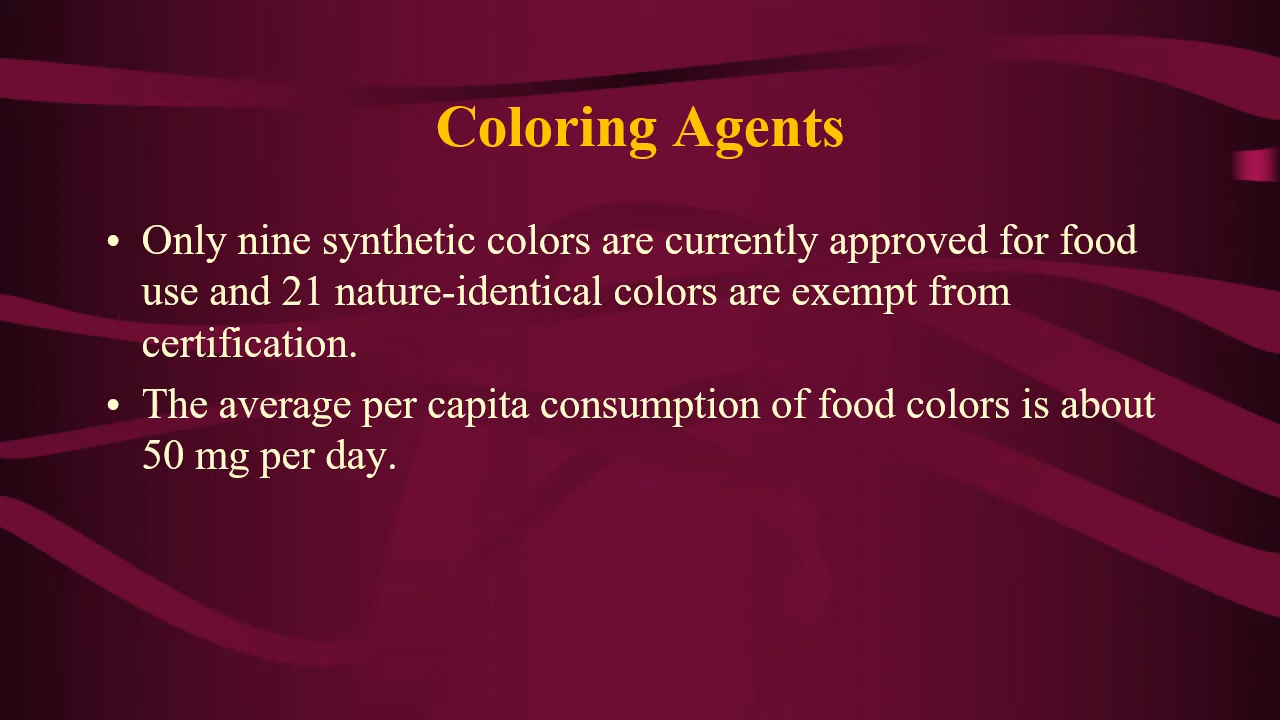 Coloring Agents
• Only nine synthetic colors are currently approved for food
use and 21 nature-identical colors are exempt from
certification.
• The average per capita consumption of food colors is about
50 mg per day.